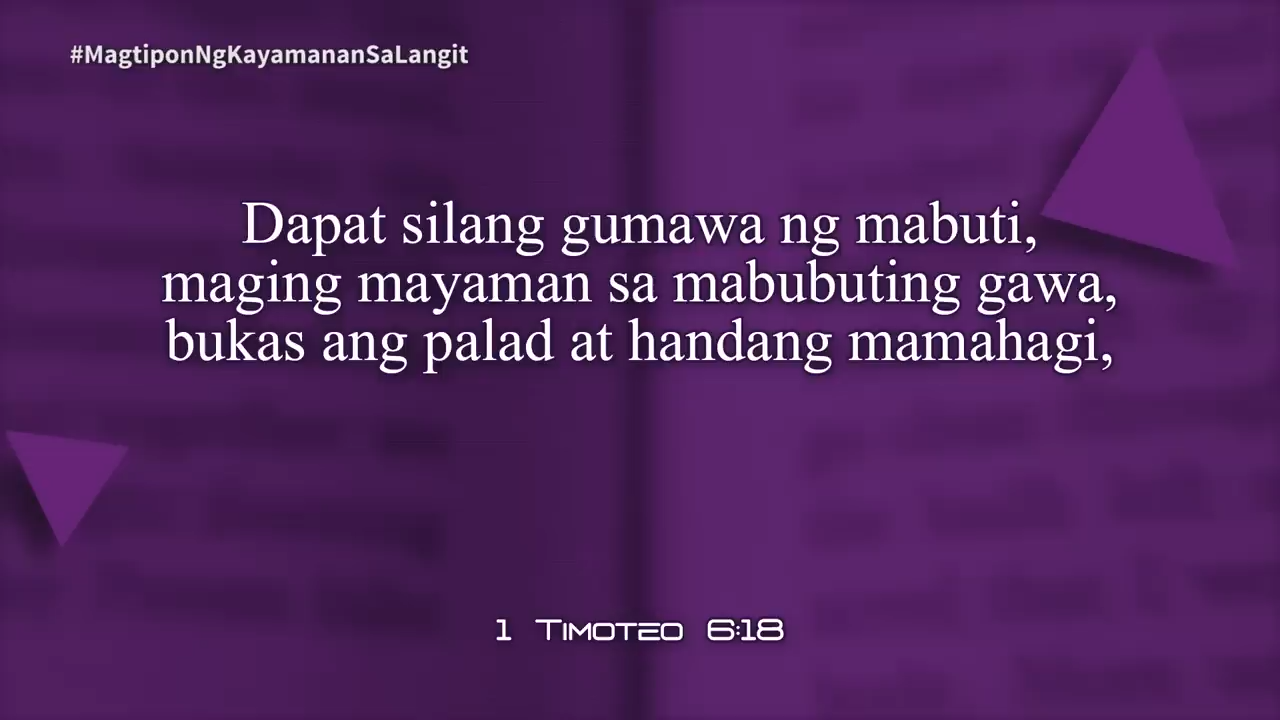 #MagtiponNgKayamananSaLangit
Dapat silang gumawa ng mabuti,
maging mayaman sa mabubuting gawa,
bukas ang palad at handang mamahagi,
1 Timoteo 6:18